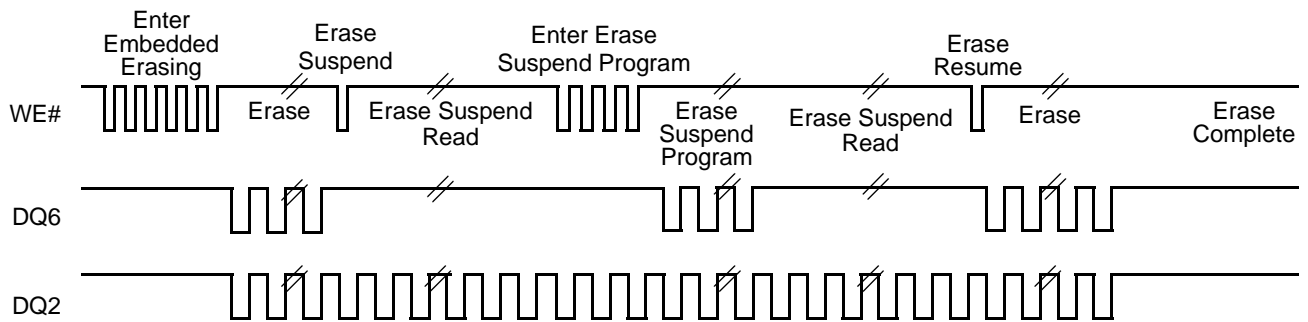 Enter
Embedded
Erasing
Erase
Suspend
Enter Erase
Suspend Program
Erase
Resume
WE#
Erase
Erase Suspend
Read
Erase
Suspend
Program
Erase Suspend
Read
Erase
Erase
Complete
DQ6
DQ2